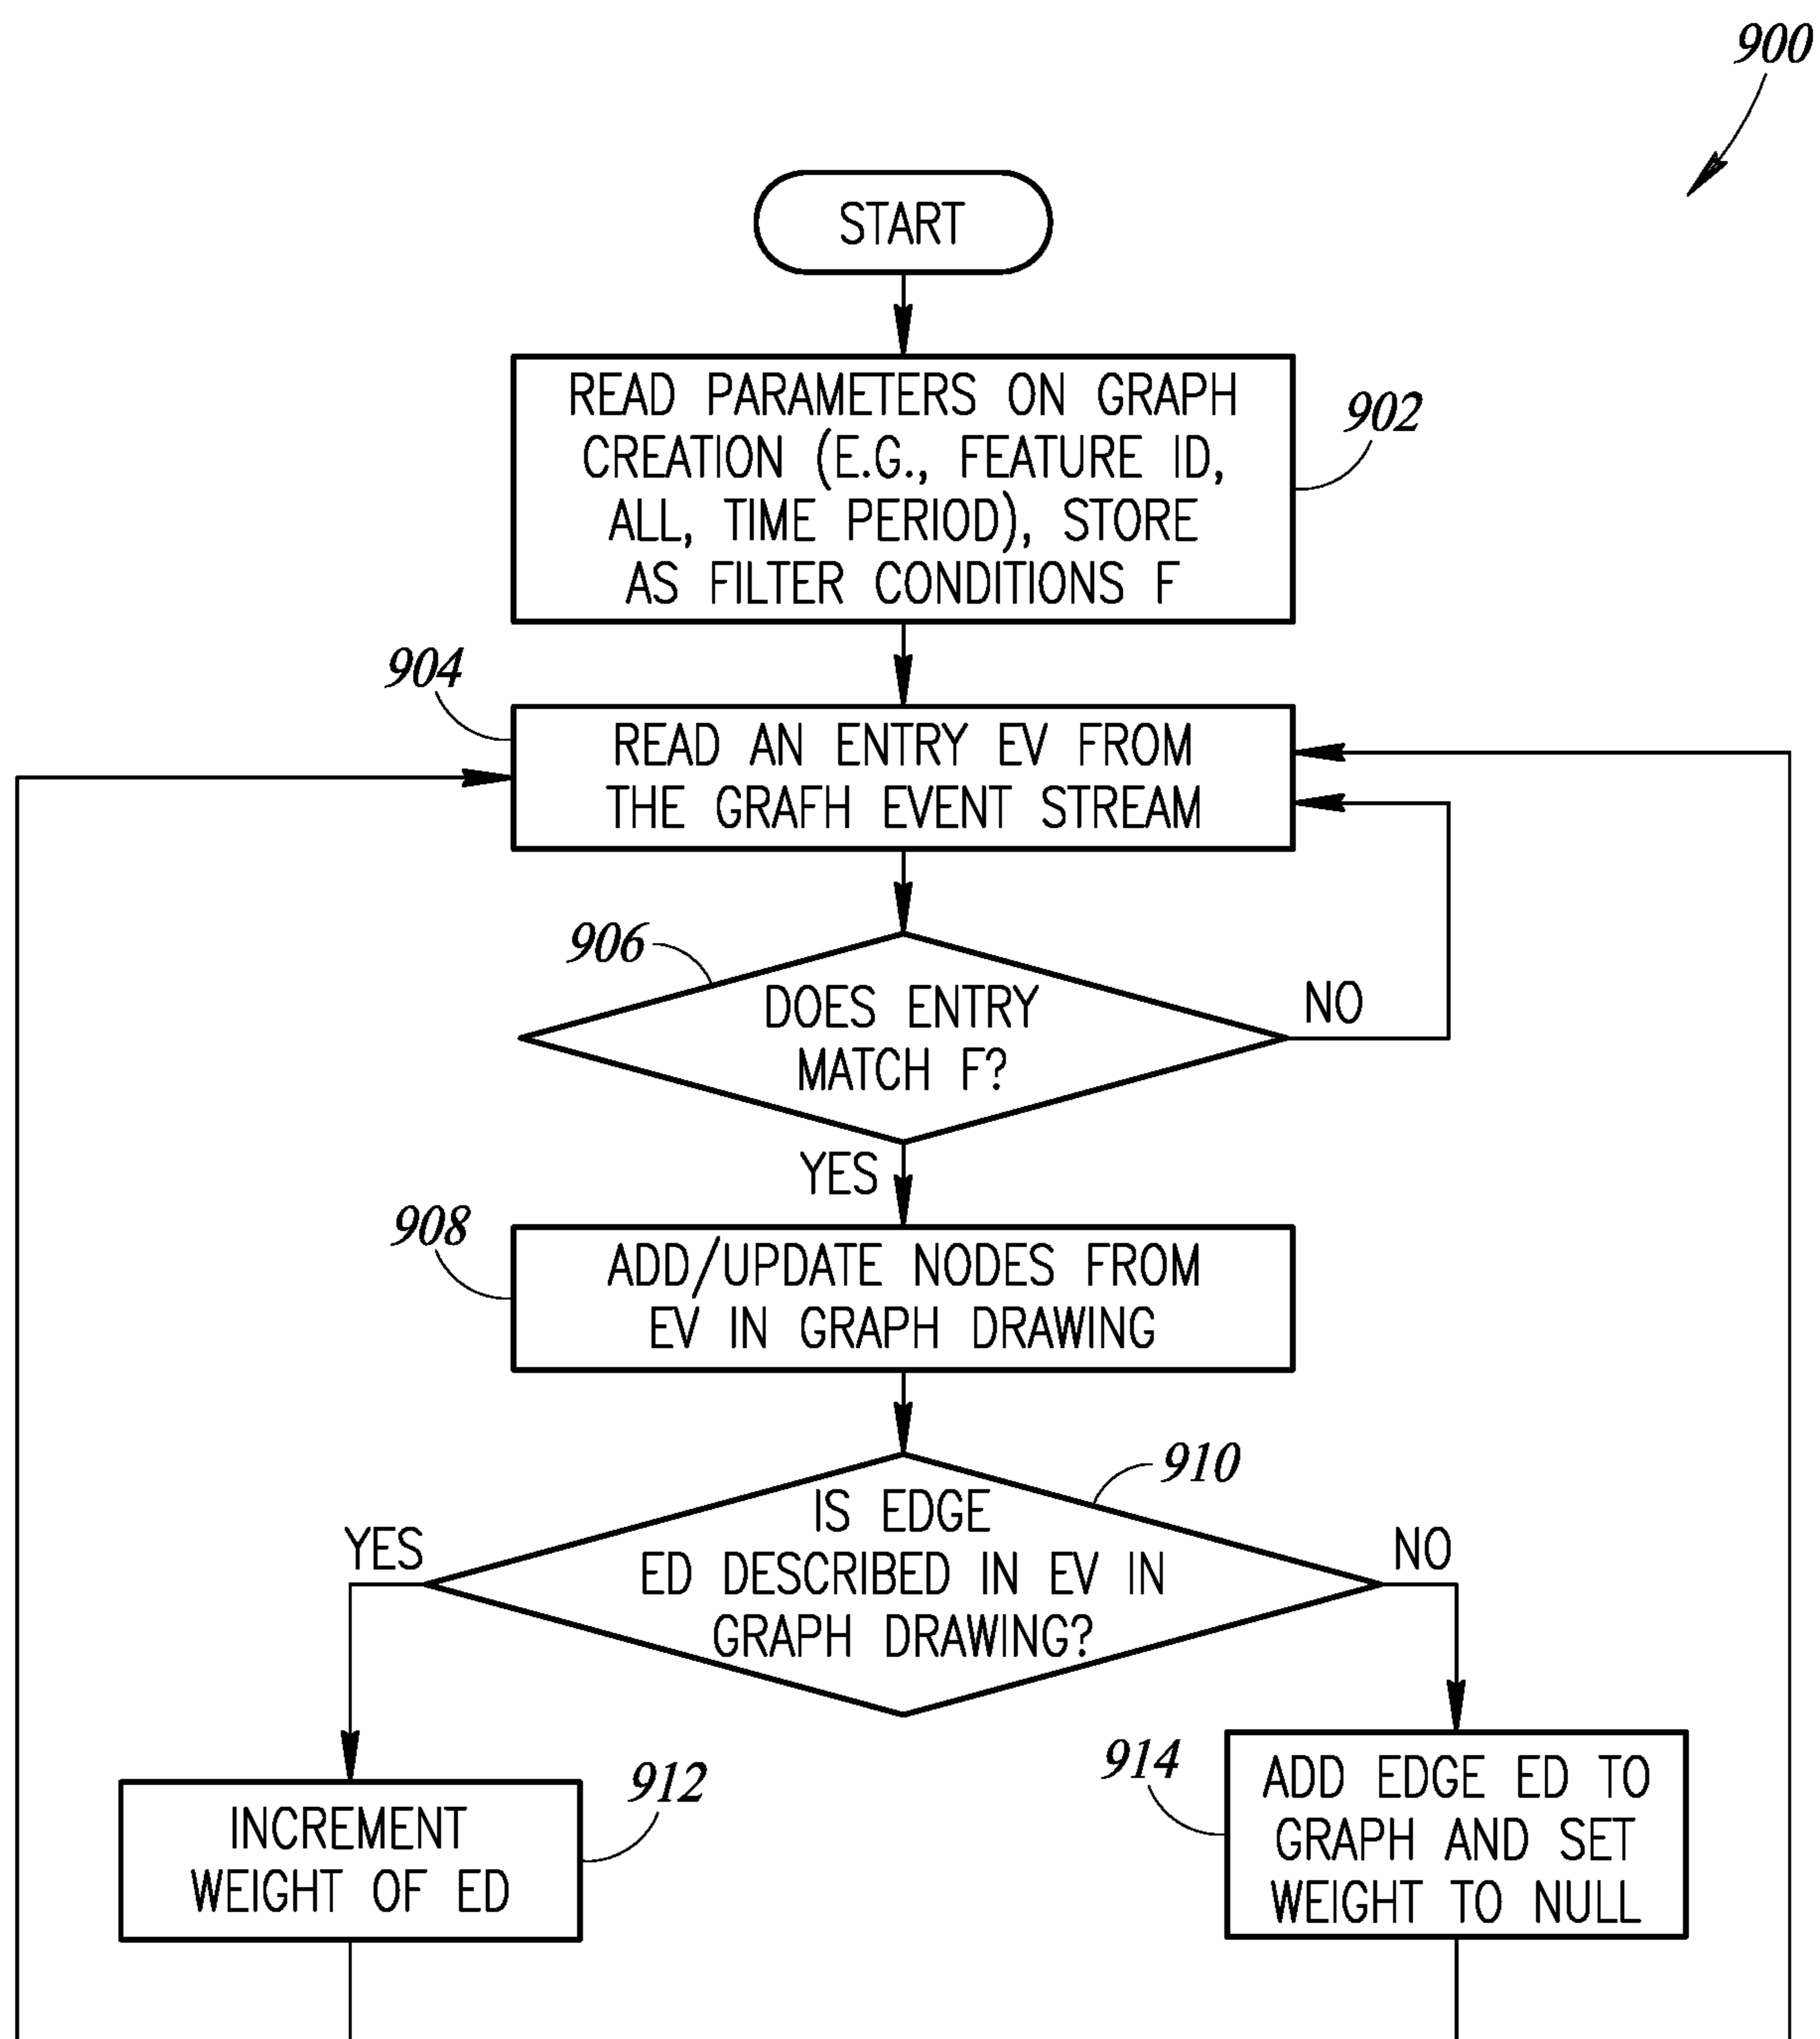 900
START
READ PARAMETERS ON GRAPH
CREATION (E.G., FEATURE ID,
ALL, TIME PERIOD), STORE
AS FILTER CONDITIONS F
902
904
READ AN ENTRY EV FROM
THE GRAFH EVENT STREAM
906
DOES ENTRY
MATCH F?
NO
YES
908
ADD/UPDATE NODES FROM
EV IN GRAPH DRAWING
910
IS EDGE
ED DESCRIBED IN EV IN
GRAPH DRAWING?
YES
NO
912
INCREMENT
WEIGHT OF ED
914
ADD EDGE ED TO
GRAPH AND SET
WEIGHT TO NULL